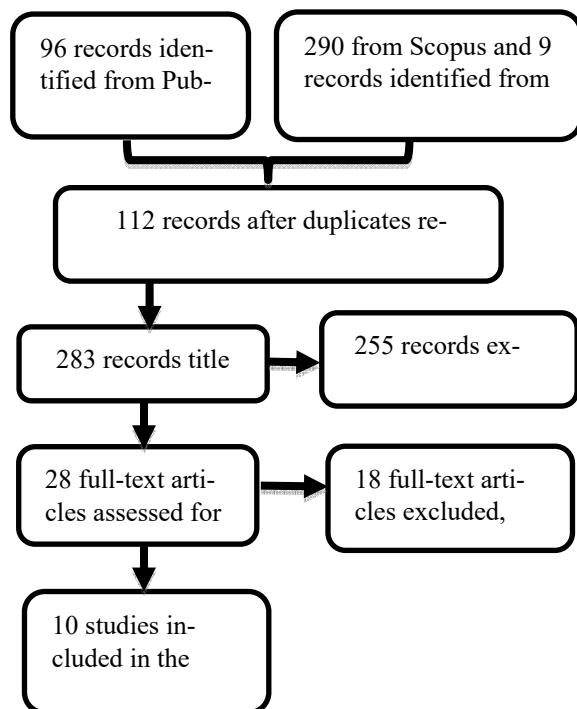 96 records iden-
tified from Pub-
290 from Scopus and 9
records identified from
112 records after duplicates re-
283 records title
255 records ex-
28 full-text arti-
cles assessed for
18 full-text arti-
cles excluded,
10 studies in-
cluded in the